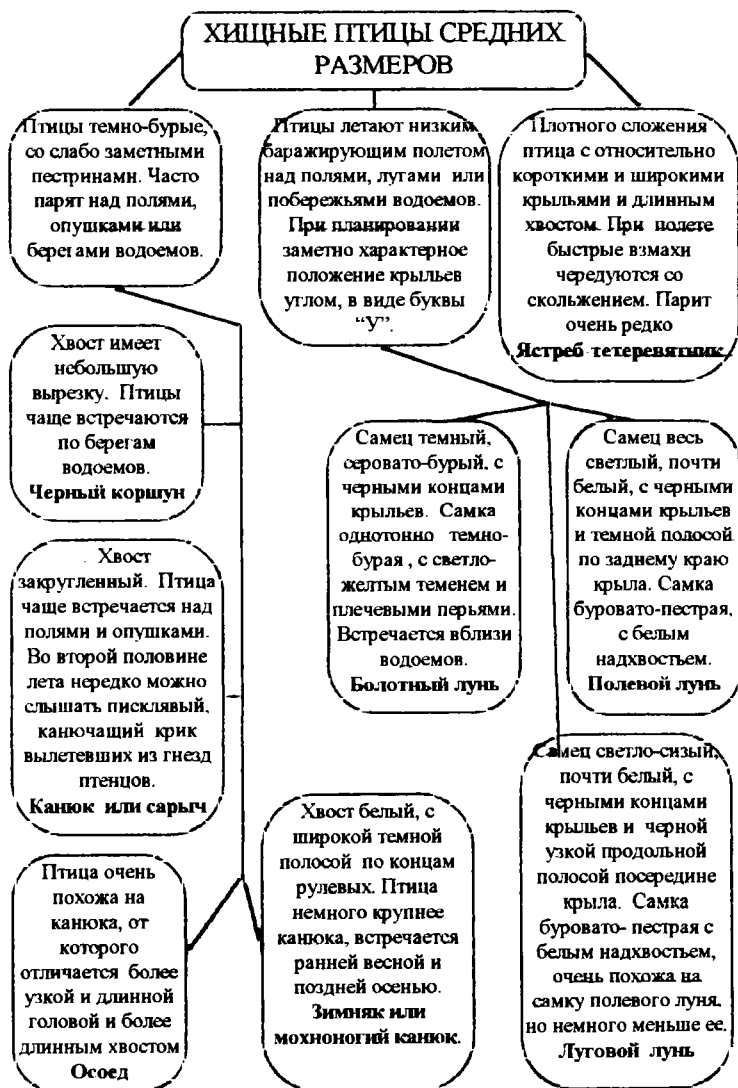 ХИЩНЫЕ ПТИЦЫ СРЕДНИХ
РАЗМЕРОВ
Птицы темно-бурые,
со слабо заметными
пестринами. Часто
парят над полями,
опушками или
берегами водоемов.
Птицы летают низким
баражирующим полетом
над полями, лугами или
побережьями водоемов.
При планировании
заметно характерное
положение крыльев
углом, в виде буквы
“У”.
Плотного сложения
птица с относительно
короткими и широкими
крыльями и длинным
хвостом. При полете
быстрые взмахи
чередуются со
скольжением. Парит
очень редко
Ястреб тетеревятник
Хвост имеет
небольшую
вырезку. Птицы
чаще встречаются
по берегам
водоемов.
Черный коршун
Самец темный,
серовато-бурый, с
черными концами
крыльев. Самка
однотонно темно-
бурая , с светло-
желтым теменем и
плечевыми перьями.
Встречается вблизи
водоемов.
Болотный лунь
Самец весь
светлый, почти
белый, с черными
концами крыльев
и темной полосой
по заднему краю
крыла. Самка
буровато-пестрая,
с белым
надхвостьем.
Полевой лунь
Хвост
закругленный. Птица
чаще встречается над
полями и опушками.
Во второй половине
лета нередко можно
слышать писклявый,
канючащий крик
вылетевших из гнезд
птенцов.
Канюк или сарыч
Самец светло-сизый,
почти белый, с
черными концами
крыльев и черной
узкой продольной
полосой посередине
крыла. Самка
буровато- пестрая с
белым надхвостьем,
очень похожа на
самку полевого луня,
но немного меньше ее.
Луговой лунь
Птица очень
похожа на
канюка, от
которого
отличается более
узкой и длинной
головой и более
длинным хвостом
Осоед
Хвост белый, с
широкой темной
полосой по концам
рулевых. Птица
немного крупнее
канюка, встречается
ранней весной и
поздней осенью.
Зимняк или
мохноногий канюк.